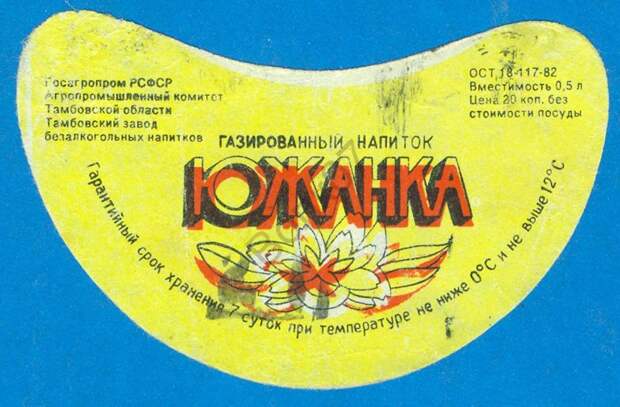 Госагропром РСФСР
Агропромышленный комитет
Тамбовской области
Тамбовский завод
безалкогольных напитков
ОСТ 18-117-82
Вместимость 0,5 л
Цена 20 коп. без
стоимости посуды
ГАЗИРОВАННЫЙ НАПИТОК
ЮЖАНКА
Гарантийный срок хранения 7 суток при температуре не ниже 0°С и не выше 12°С